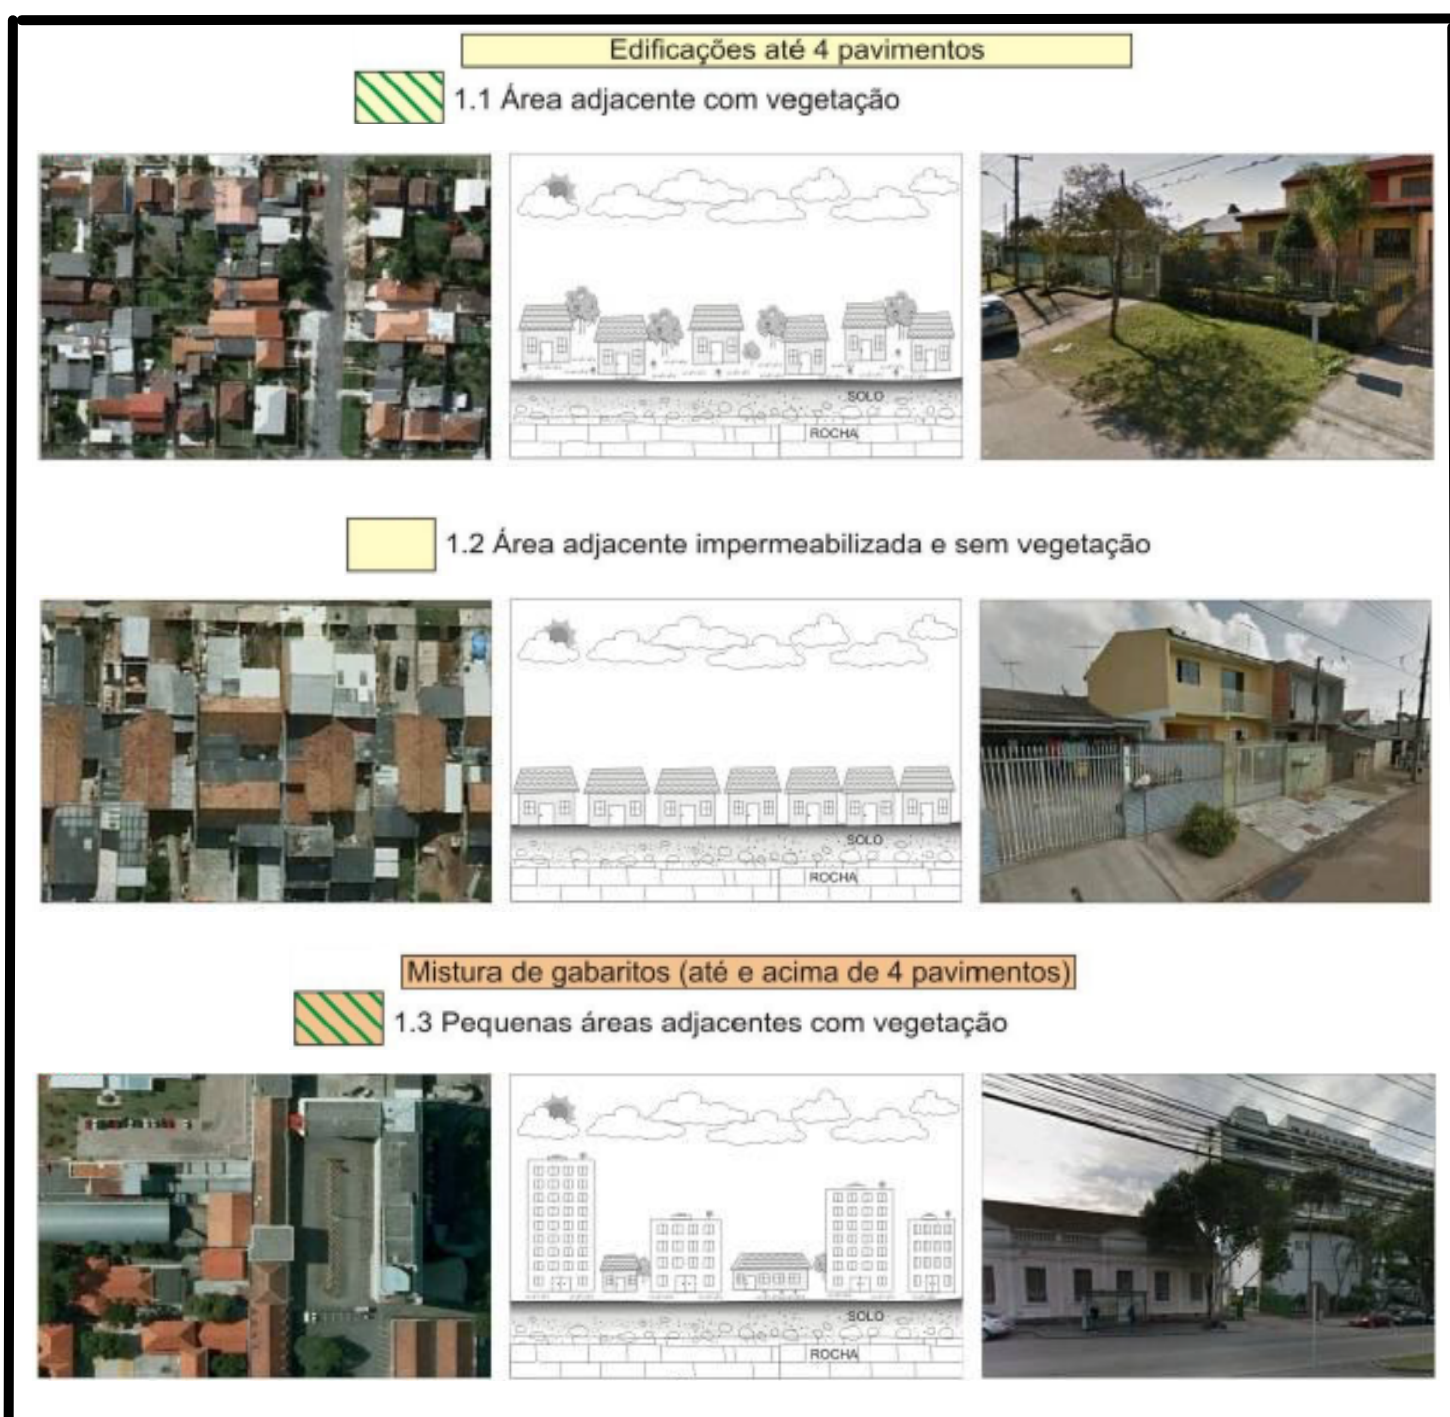 Edificações até 4 pavimentos
1.1 Área adjacente com vegetação
SOLO
ROCHA
1.2 Área adjacente impermeabilizada e sem vegetação
SOLO
ROCHA
Mistura de gabaritos (até e acima de 4 pavimentos)
1.3 Pequenas áreas adjacentes com vegetação
SOLO
ROCHA